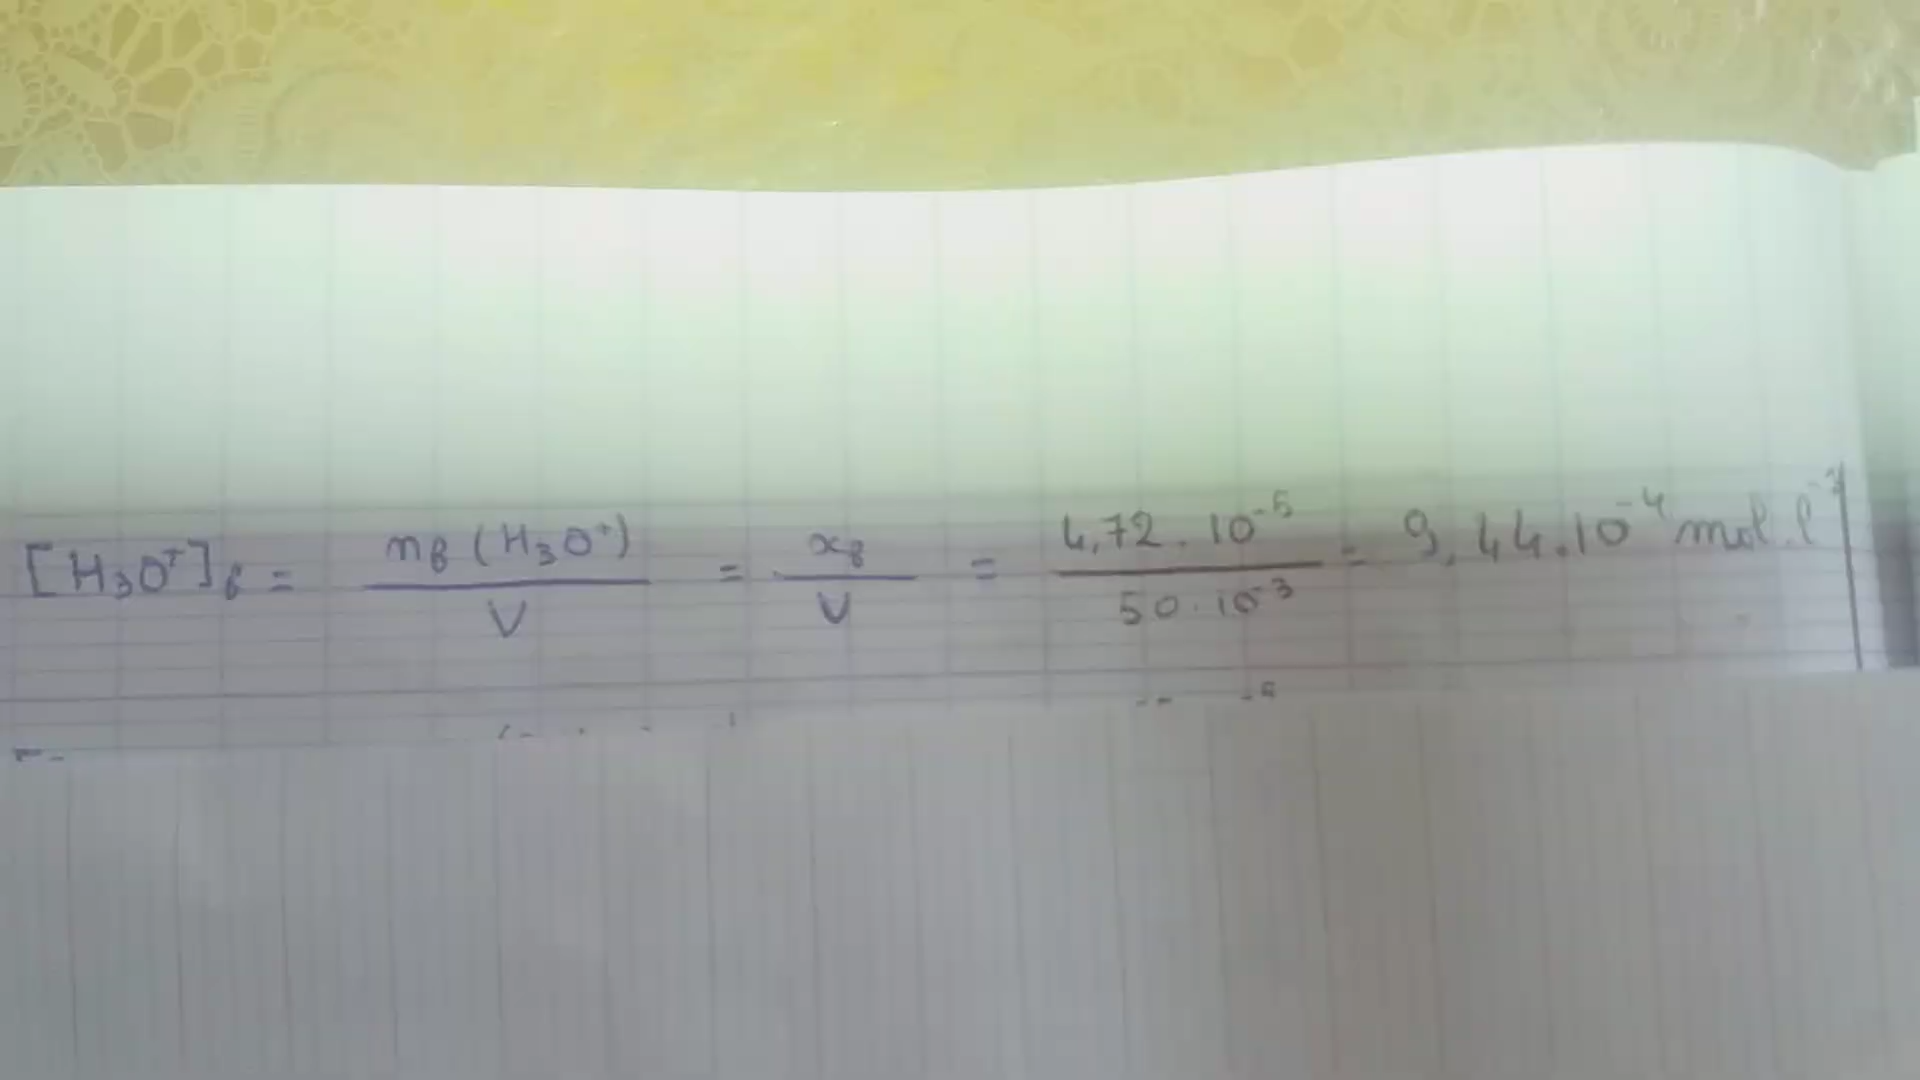 [H₃O⁺]f = nf (H₃O⁺) / V = xf / V = 4,72 . 10⁻⁵ / 50 . 10⁻³ = 9,44.10⁻⁴ mol.l⁻¹